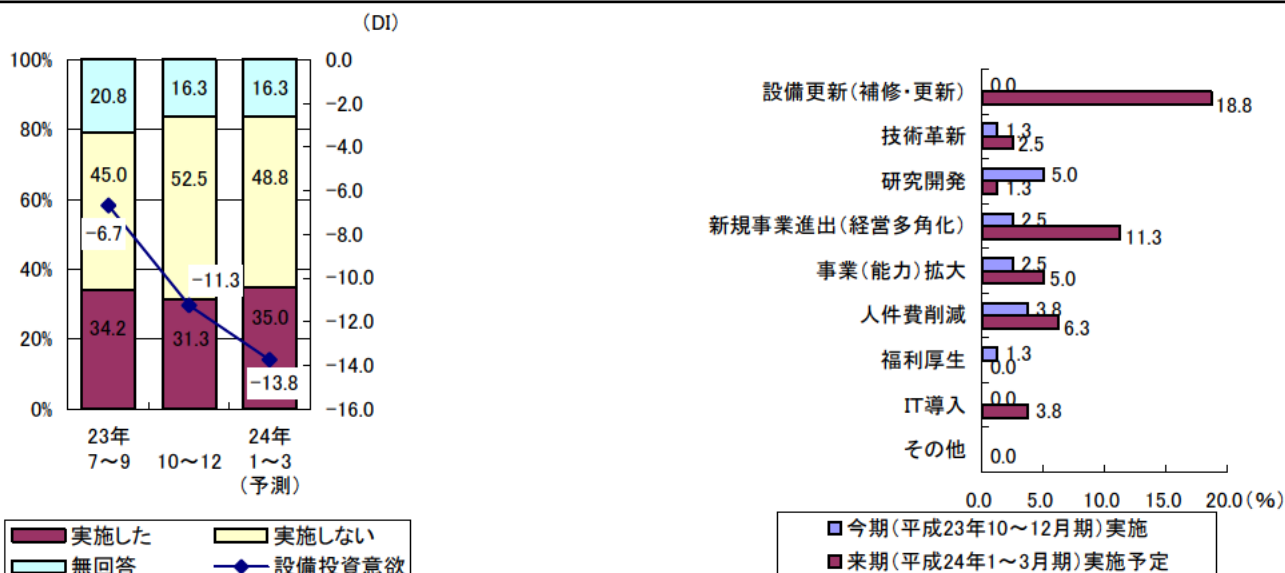 (DI)
100%
80%
60%
40%
20%
0%
0.0
-2.0
-4.0
-6.0
-8.0
-10.0
-12.0
-14.0
-16.0
20.8
16.3
16.3
45.0
52.5
48.8
34.2
31.3
35.0
-6.7
-11.3
-13.8
23年
7～9
10～12
24年
1～3
(予測)
実施した
実施しない
無回答
設備投資意欲
設備更新(補修・更新)
0.0
18.8
技術革新
1.3
2.5
研究開発
5.0
1.3
新規事業進出(経営多角化)
2.5
11.3
事業(能力)拡大
2.5
5.0
人件費削減
3.8
6.3
福利厚生
1.3
0.0
IT導入
0.0
3.8
その他
0.0
0.0 5.0 10.0 15.0 20.0(%)
今期(平成23年10～12月期)実施
来期(平成24年1～3月期)実施予定